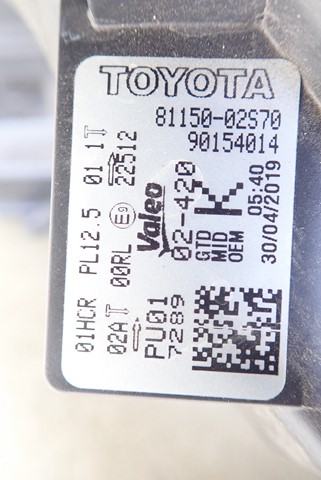 TOYOTA
81150-02S70
90154014
01HCR PL12.5 01 1
02A 00RL E9 22512
Valeo
PU01 02-420
7289
K
GTD
MID
OEM
05:40
30/04/2019